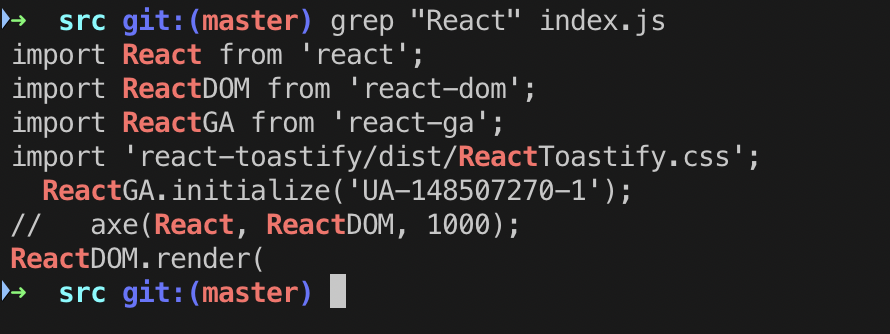 ➜  src git:(master) grep "React" index.js
import React from 'react';
import ReactDOM from 'react-dom';
import ReactGA from 'react-ga';
import 'react-toastify/dist/ReactToastify.css';
  ReactGA.initialize('UA-148507270-1');
//   axe(React, ReactDOM, 1000);
ReactDOM.render(
➜  src git:(master)